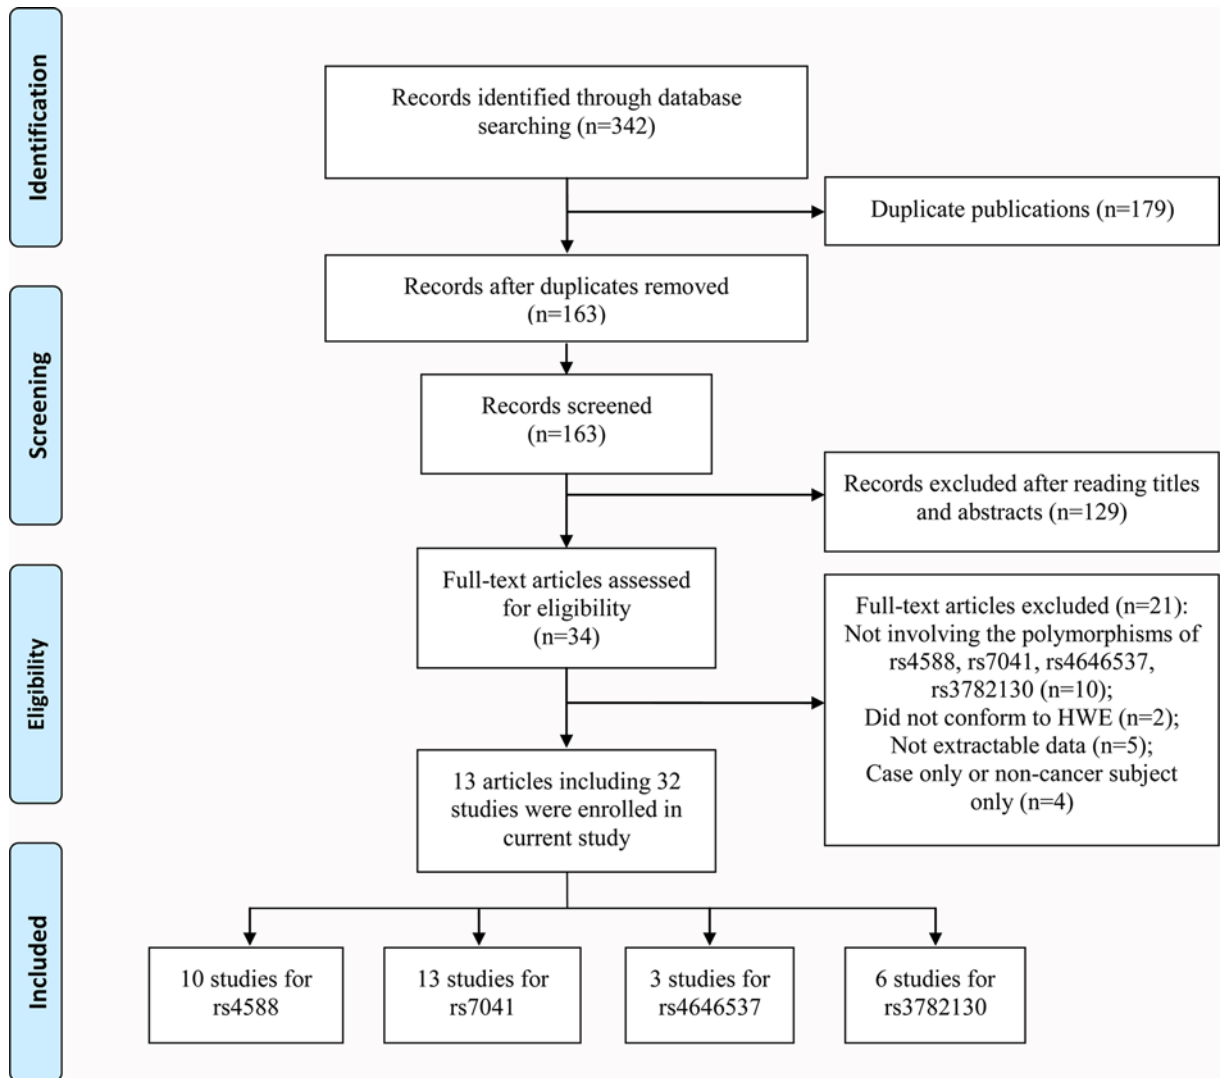 Identification
Records identified through database
searching (n=342)
Duplicate publications (n=179)
Records after duplicates removed
(n=163)
Screening
Records screened
(n=163)
Records excluded after reading titles
and abstracts (n=129)
Eligibility
Full-text articles assessed
for eligibility
(n=34)
Full-text articles excluded (n=21):
Not involving the polymorphisms of
rs4588, rs7041, rs4646537,
rs3782130 (n=10);
Did not conform to HWE (n=2);
Not extractable data (n=5);
Case only or non-cancer subject
only (n=4)
13 articles including 32
studies were enrolled in
current study
Included
10 studies for
rs4588
13 studies for
rs7041
3 studies for
rs4646537
6 studies for
rs3782130